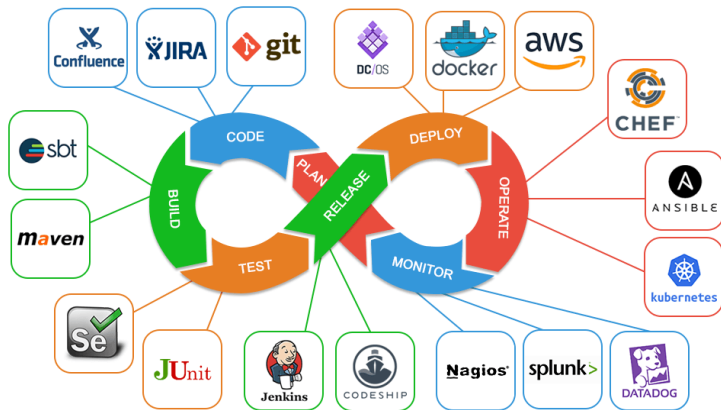 Confluence
JIRA
git
DC/OS
docker
aws
CHEF™
sbt
CODE
DEPLOY
PLAN
RELEASE
BUILD
OPERATE
ANSIBLE
maven
TEST
MONITOR
kubernetes
Se
JUnit
Jenkins
CODESHIP
Nagios®
splunk>
DATADOG